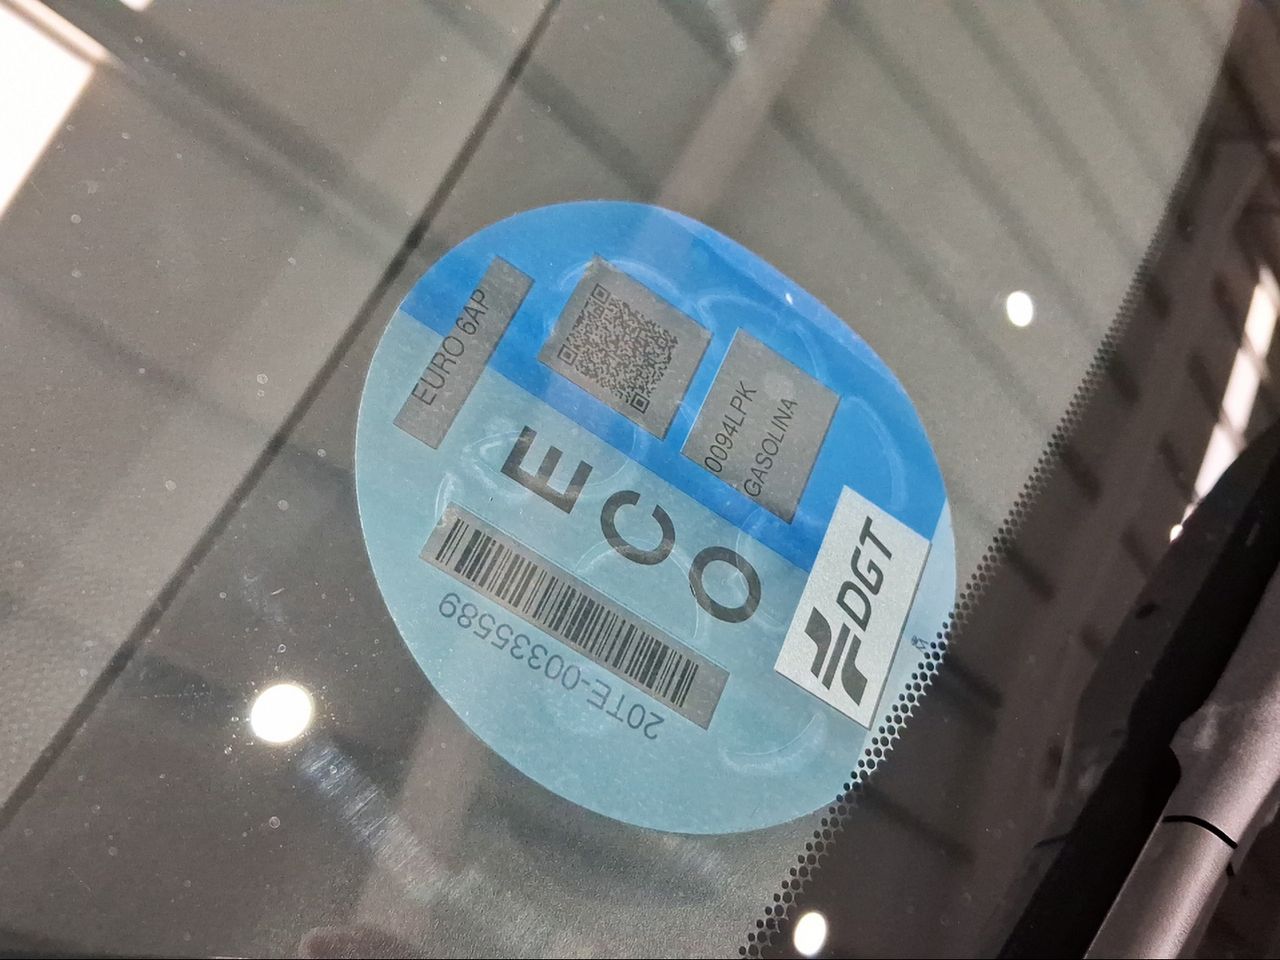 EURO 6AP
0094LPK
GASOLINA
ECO
DGT
20TE-00335589